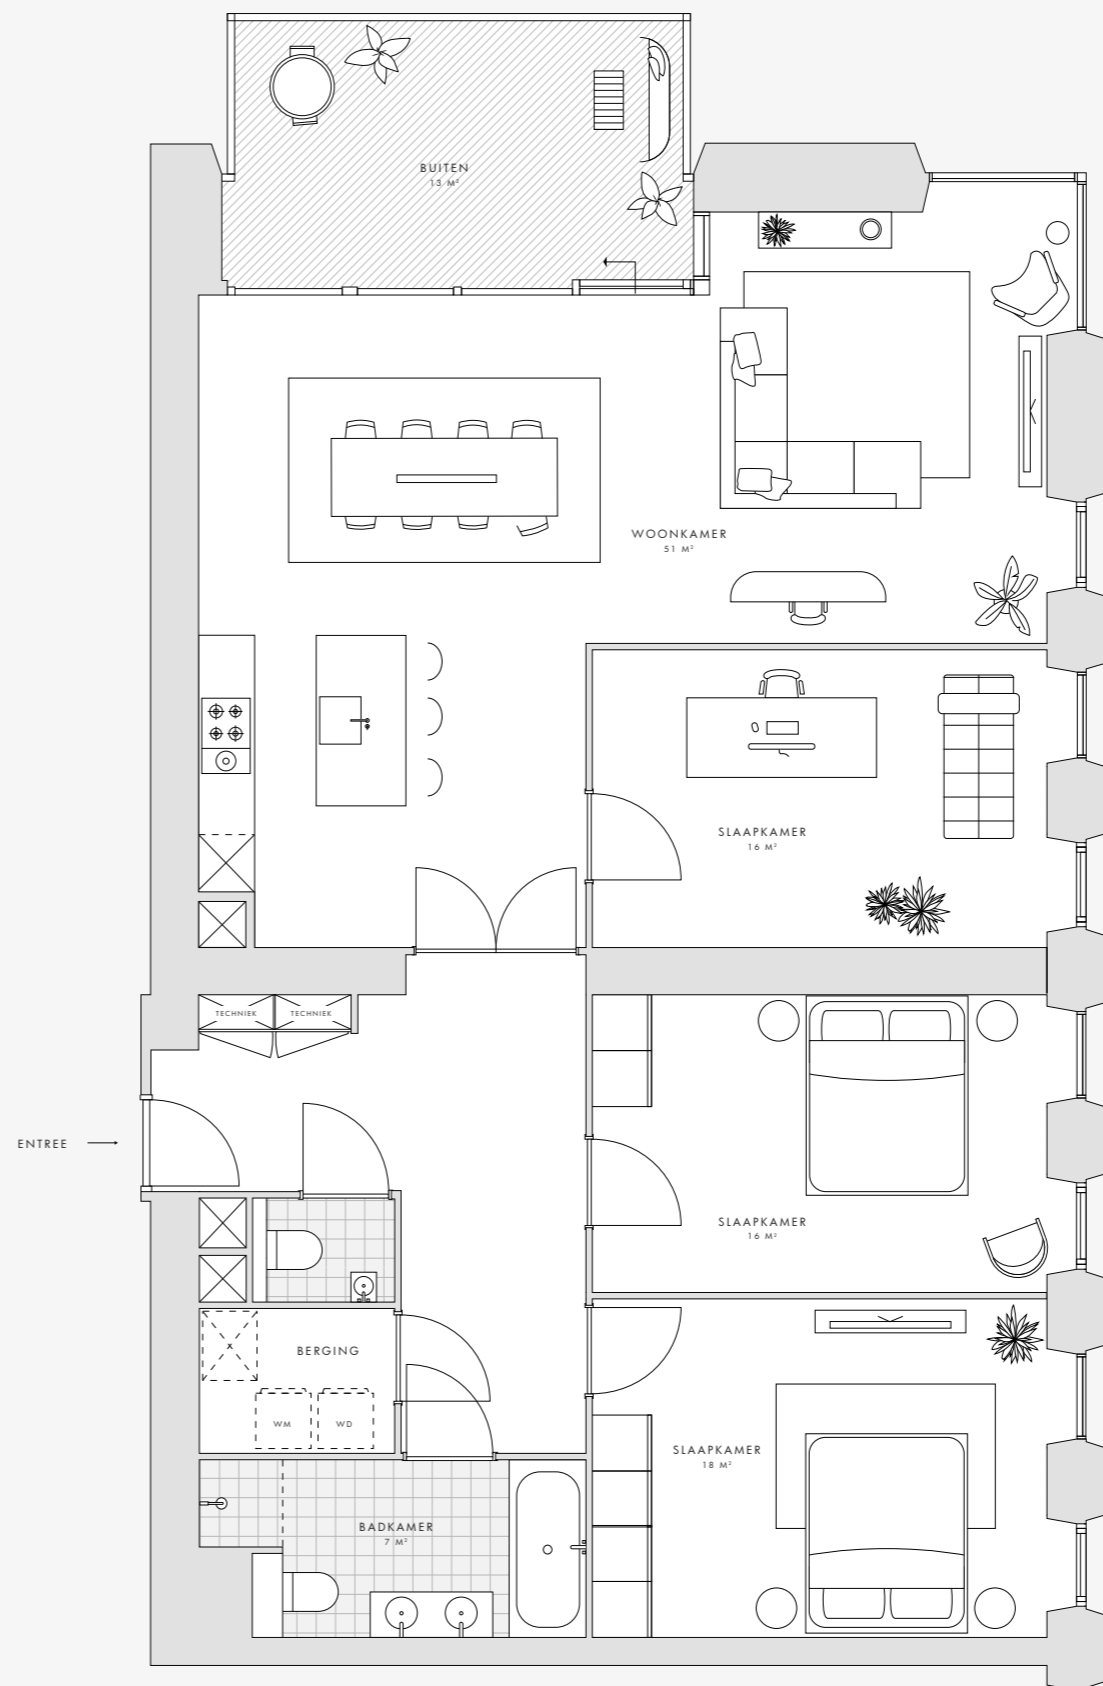 BUITEN
13 M²
WOONKAMER
51 M²
SLAAPKAMER
16 M²
TECHNIEK
TECHNIEK
ENTREE
SLAAPKAMER
16 M²
BERGING
WM
WD
SLAAPKAMER
18 M²
BADKAMER
7 M²